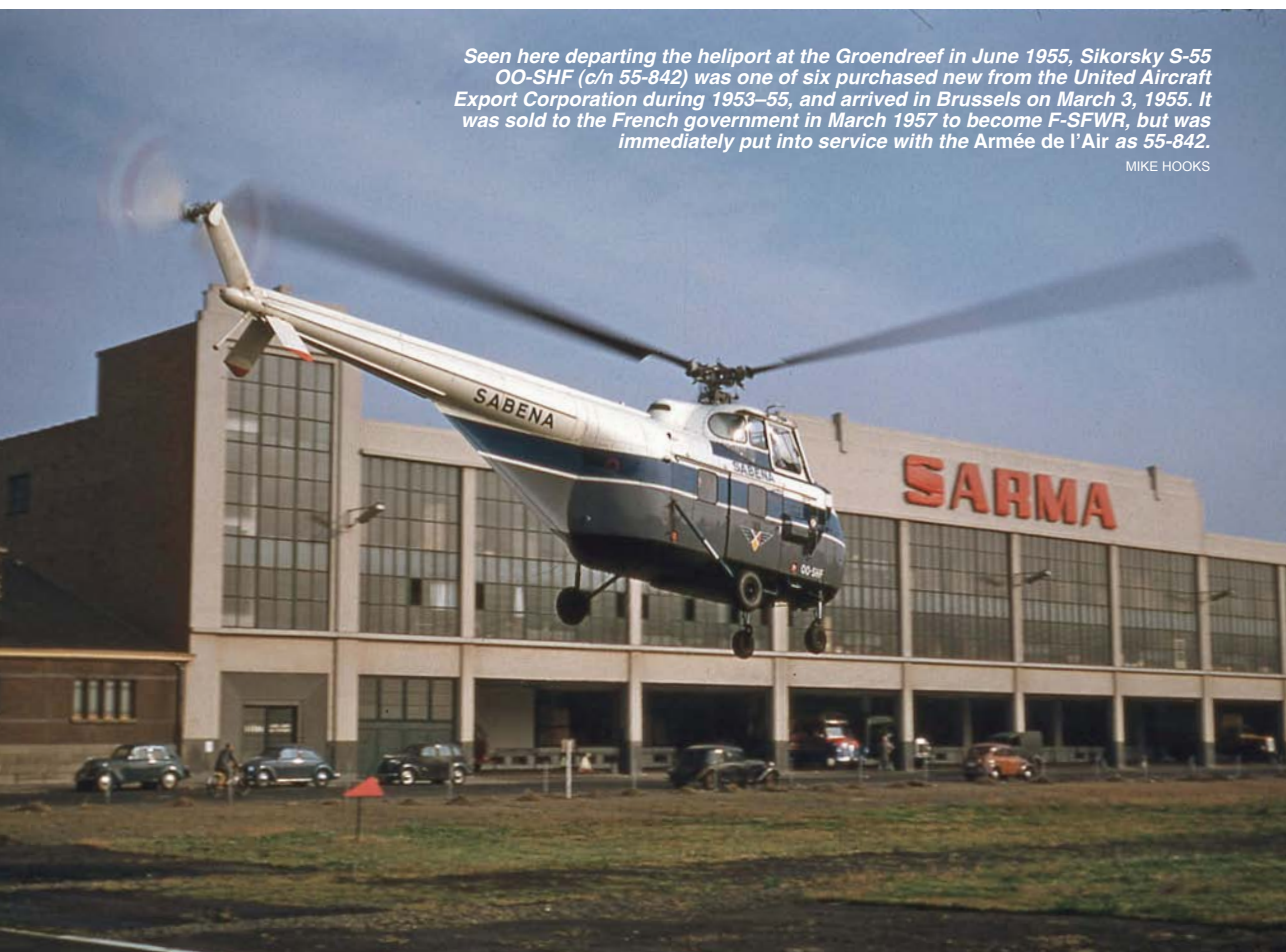 Seen here departing the heliport at the Groendreef in June 1955, Sikorsky S-55
OO-SHF (c/n 55-842) was one of six purchased new from the United Aircraft
Export Corporation during 1953–55, and arrived in Brussels on March 3, 1955. It
was sold to the French government in March 1957 to become F-SFWR, but was
immediately put into service with the Armée de l’Air as 55-842.
MIKE HOOKS
SABENA
SABENA
SARMA
OO-SHF